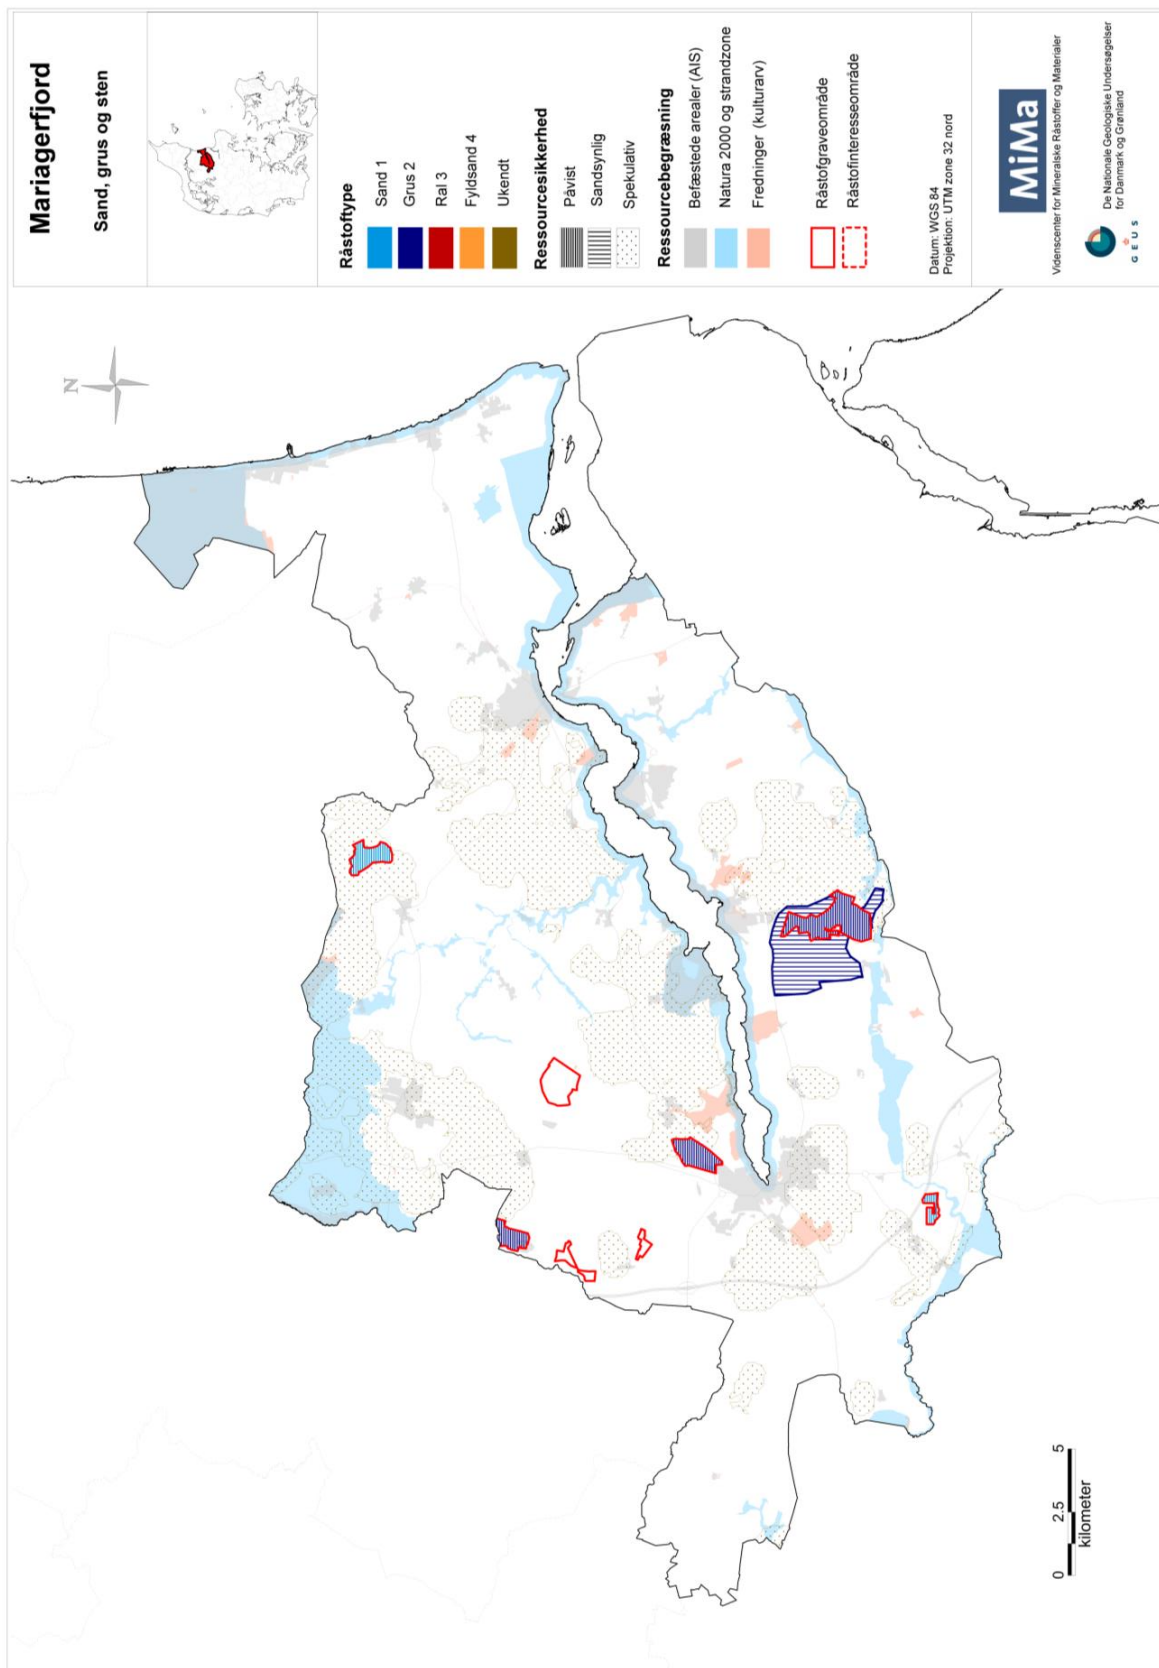 Mariagerfjord
Sand, grus og sten
Råstoftype
Sand 1
Grus 2
Ral 3
Fyldsand 4
Ukendt
Ressourcesikkerhed
Påvist
Sandsynlig
Spekulativ
Ressourcebegræsning
Befæstede arealer (AIS)
Natura 2000 og strandzone
Fredninger (kulturarv)
Råstofgraveområde
Råstofinteresseområde
Datum: WGS 84
Projektion: UTM zone 32 nord
MiMa
Videnscenter for Mineralske Råstoffer og Materialer
G E U S
De Nationale Geologiske Undersøgelser
for Danmark og Grønland
N
0 2.5 5
kilometer